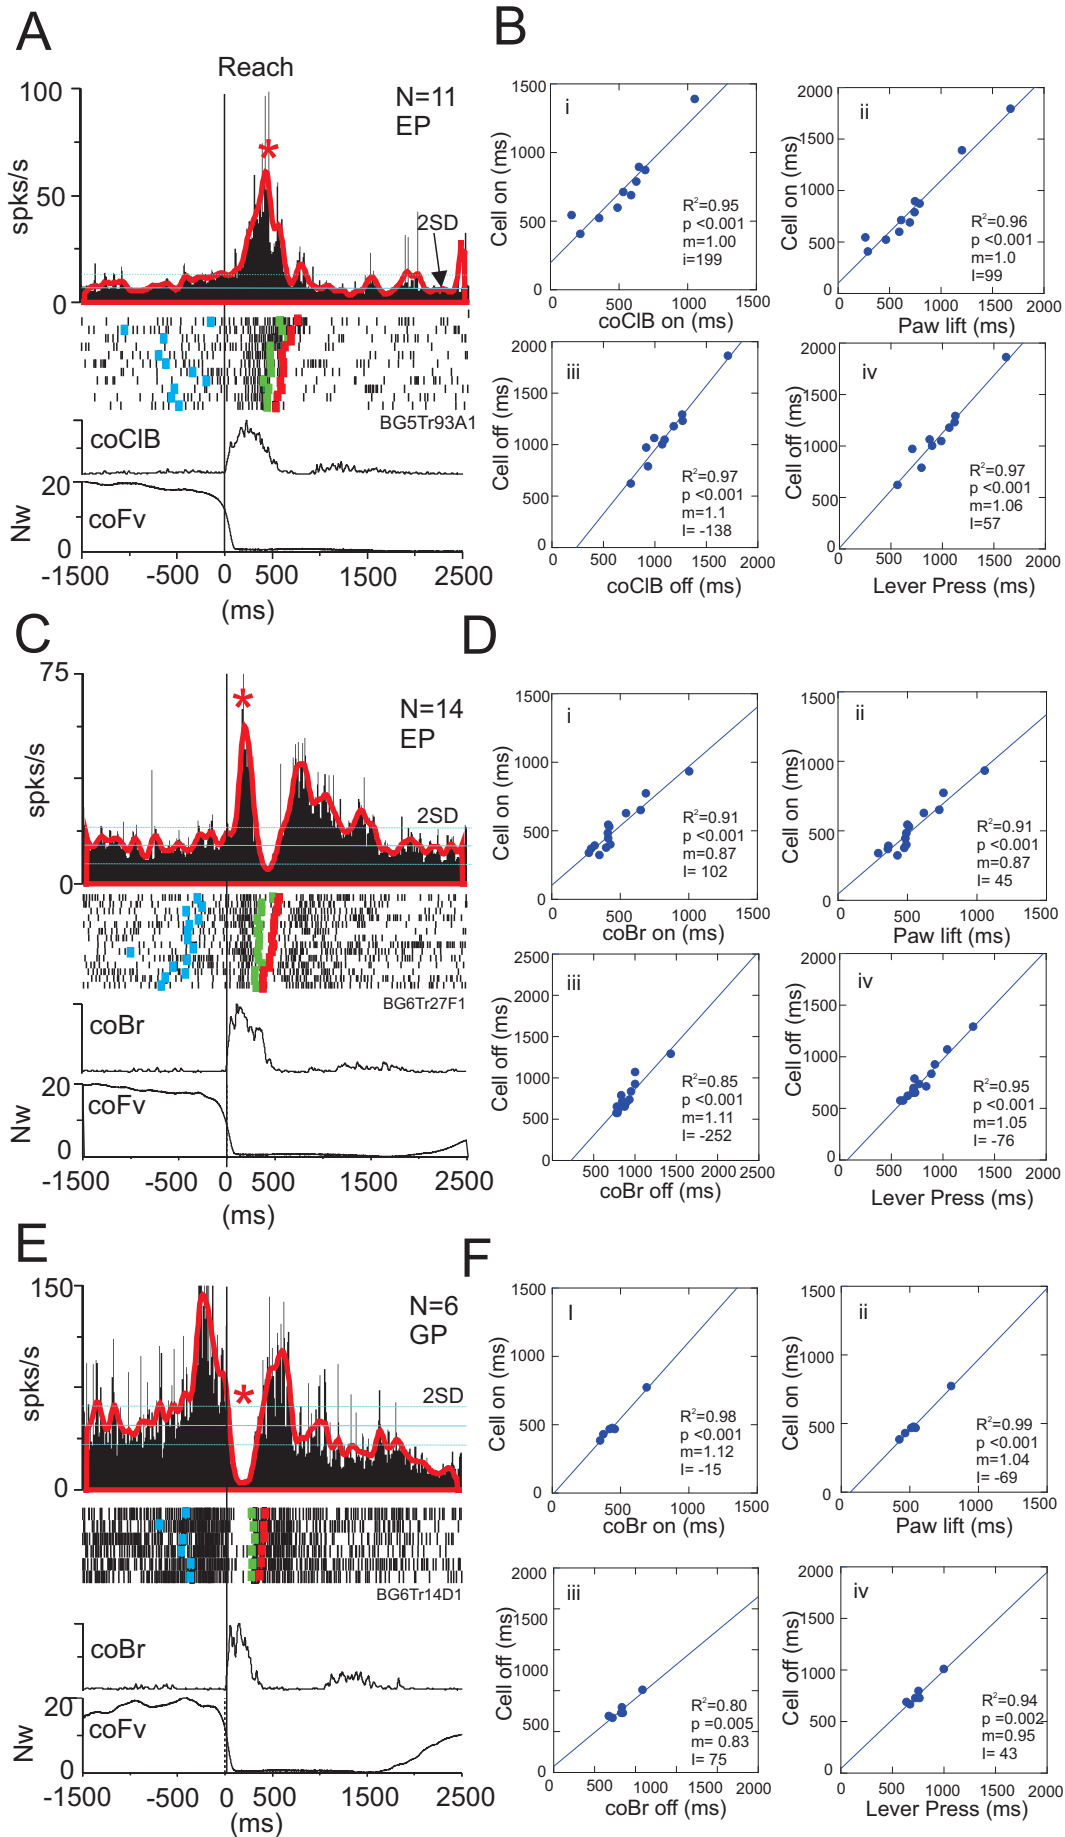 A
Reach
100
N=11
EP
spks/s
50
2SD
0
BG5Tr93A1
coClB
20
Nw
coFv
0
-1500 -500 0 500 1500 2500
(ms)
B
1500
i
Cell on (ms)
1000
500
0
R²=0.95
p <0.001
m=1.00
i=199
0 500 1000 1500
coClB on (ms)
2000
ii
Cell on (ms)
1500
1000
500
0
R²=0.96
p <0.001
m=1.0
I=99
0 500 1000 1500 2000
Paw lift (ms)
2000
iii
Cell off (ms)
1500
1000
500
0
R²=0.97
p <0.001
m=1.1
I= -138
0 500 1000 1500 2000
coClB off (ms)
2000
iv
Cell off (ms)
1500
1000
500
0
R²=0.97
p <0.001
m=1.06
I=57
0 500 1000 1500 2000
Lever Press (ms)
C
75
N=14
EP
spks/s
2SD
0
BG6Tr27F1
coBr
20
Nw
coFv
0
-1500 -500 0 500 1500 2500
(ms)
D
1500
i
Cell on (ms)
1000
500
0
R²=0.91
p <0.001
m=0.87
I= 102
0 500 1000 1500
coBr on (ms)
1500
ii
Cell on (ms)
1000
500
0
R²=0.91
p <0.001
m=0.87
I= 45
0 500 1000 1500
Paw lift (ms)
2500
iii
Cell off (ms)
2000
1500
1000
500
0
R²=0.85
p <0.001
m=1.11
I= -252
500 1000 1500 2000 2500
coBr off (ms)
2000
iv
Cell off (ms)
1500
1000
500
0
R²=0.95
p <0.001
m=1.05
I= -76
0 500 1000 1500 2000
Lever Press (ms)
E
150
N=6
GP
spks/s
2SD
0
BG6Tr14D1
coBr
20
Nw
coFv
0
-1500 -500 0 500 1500 2500
(ms)
F
1500
I
Cell on (ms)
1000
500
0
R²=0.98
p <0.001
m=1.12
I= -15
0 500 1000 1500
coBr on (ms)
1500
ii
Cell on (ms)
1000
500
0
R²=0.99
p <0.001
m=1.04
I= -69
0 500 1000 1500
Paw lift (ms)
2000
iii
Cell off (ms)
1500
1000
500
0
R²=0.80
p =0.005
m= 0.83
I= 75
0 500 1000 1500 2000
coBr off (ms)
2000
iv
Cell off (ms)
1500
1000
500
0
R²=0.94
p =0.002
m=0.95
I= 43
0 500 1000 1500 2000
Lever Press (ms)